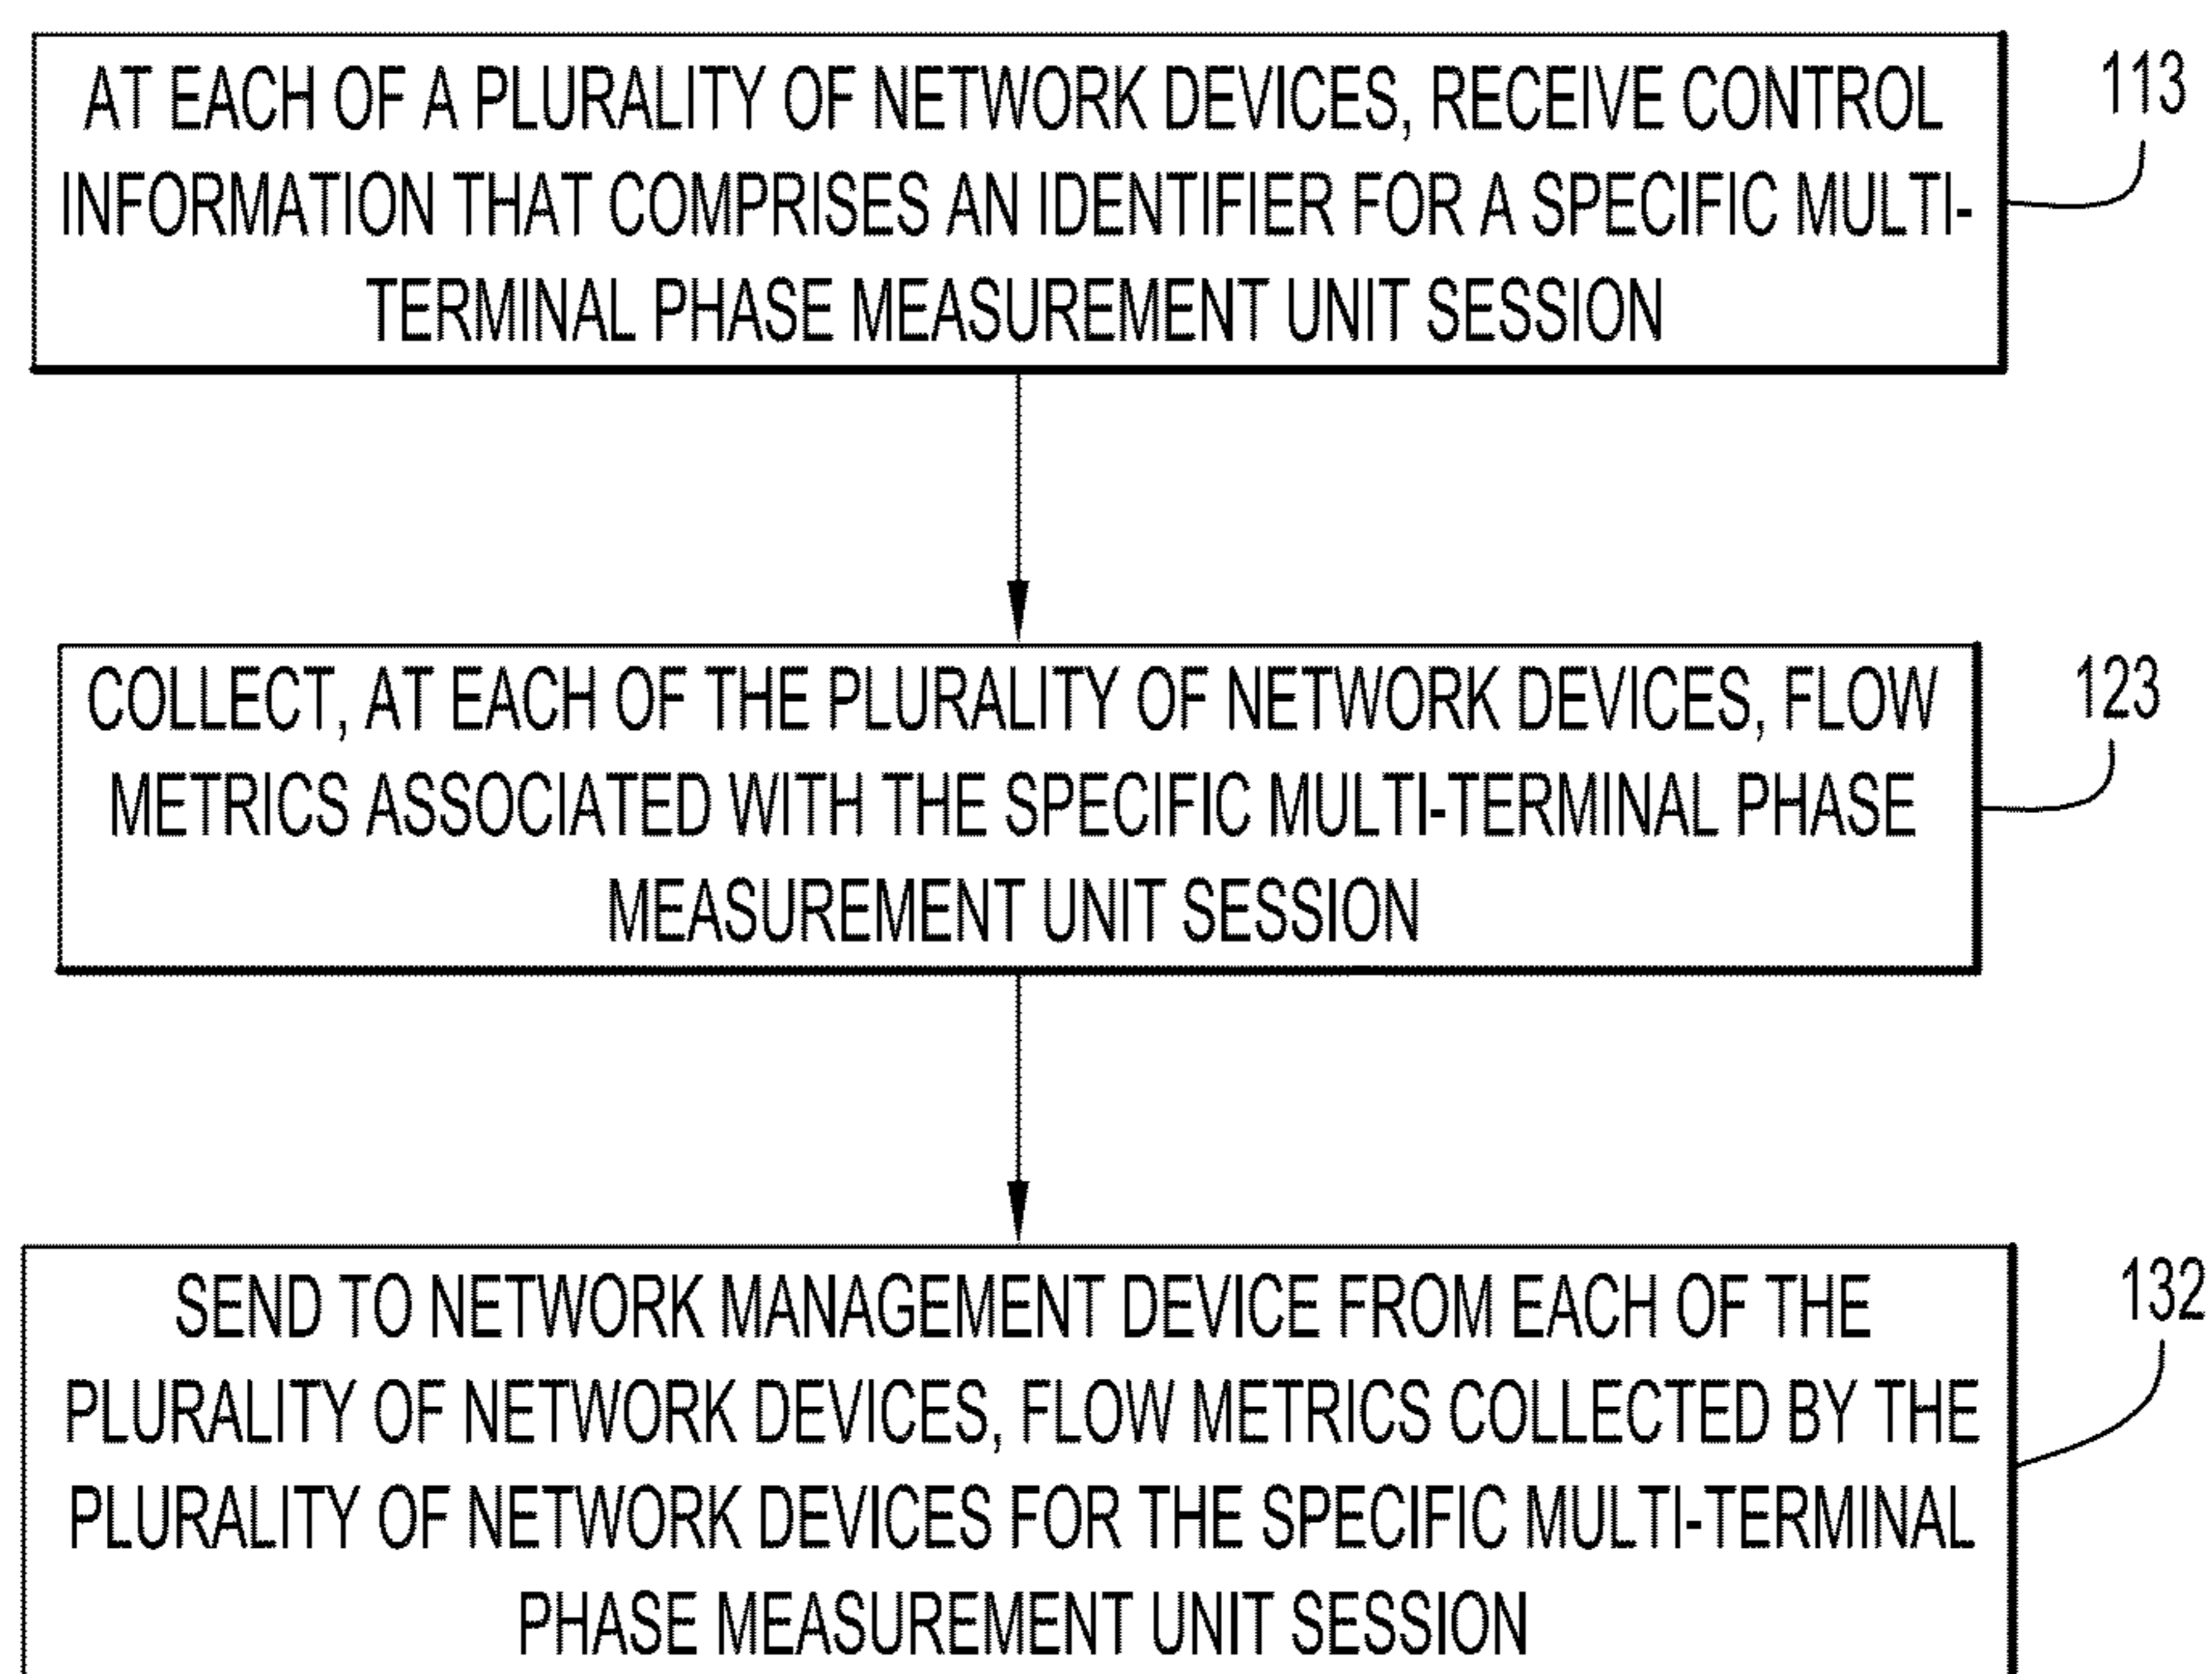 AT EACH OF A PLURALITY OF NETWORK DEVICES, RECEIVE CONTROL
INFORMATION THAT COMPRISES AN IDENTIFIER FOR A SPECIFIC MULTI-
TERMINAL PHASE MEASUREMENT UNIT SESSION
113
COLLECT, AT EACH OF THE PLURALITY OF NETWORK DEVICES, FLOW
METRICS ASSOCIATED WITH THE SPECIFIC MULTI-TERMINAL PHASE
MEASUREMENT UNIT SESSION
123
SEND TO NETWORK MANAGEMENT DEVICE FROM EACH OF THE
PLURALITY OF NETWORK DEVICES, FLOW METRICS COLLECTED BY THE
PLURALITY OF NETWORK DEVICES FOR THE SPECIFIC MULTI-TERMINAL
PHASE MEASUREMENT UNIT SESSION
132